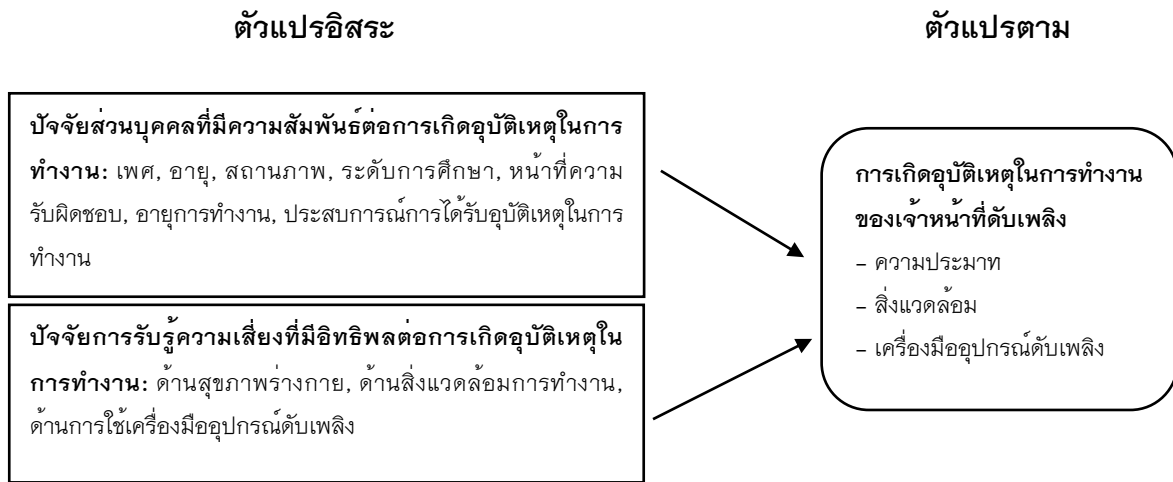 ตัวแปรอิสระ
ตัวแปรตาม
ปัจจัยส่วนบุคคลที่มีความสัมพันธ์ต่อการเกิดอุบัติเหตุในการ
ทำงาน: เพศ, อายุ, สถานภาพ, ระดับการศึกษา, หน้าที่ความ
รับผิดชอบ, อายุการทำงาน, ประสบการณ์การได้รับอุบัติเหตุในการ
ทำงาน
ปัจจัยการรับรู้ความเสี่ยงที่มีอิทธิพลต่อการเกิดอุบัติเหตุใน
การทำงาน: ด้านสุขภาพร่างกาย, ด้านสิ่งแวดล้อมการทำงาน,
ด้านการใช้เครื่องมืออุปกรณ์ดับเพลิง
การเกิดอุบัติเหตุในการทำงาน
ของเจ้าหน้าที่ดับเพลิง
– ความประมาท
– สิ่งแวดล้อม
– เครื่องมืออุปกรณ์ดับเพลิง